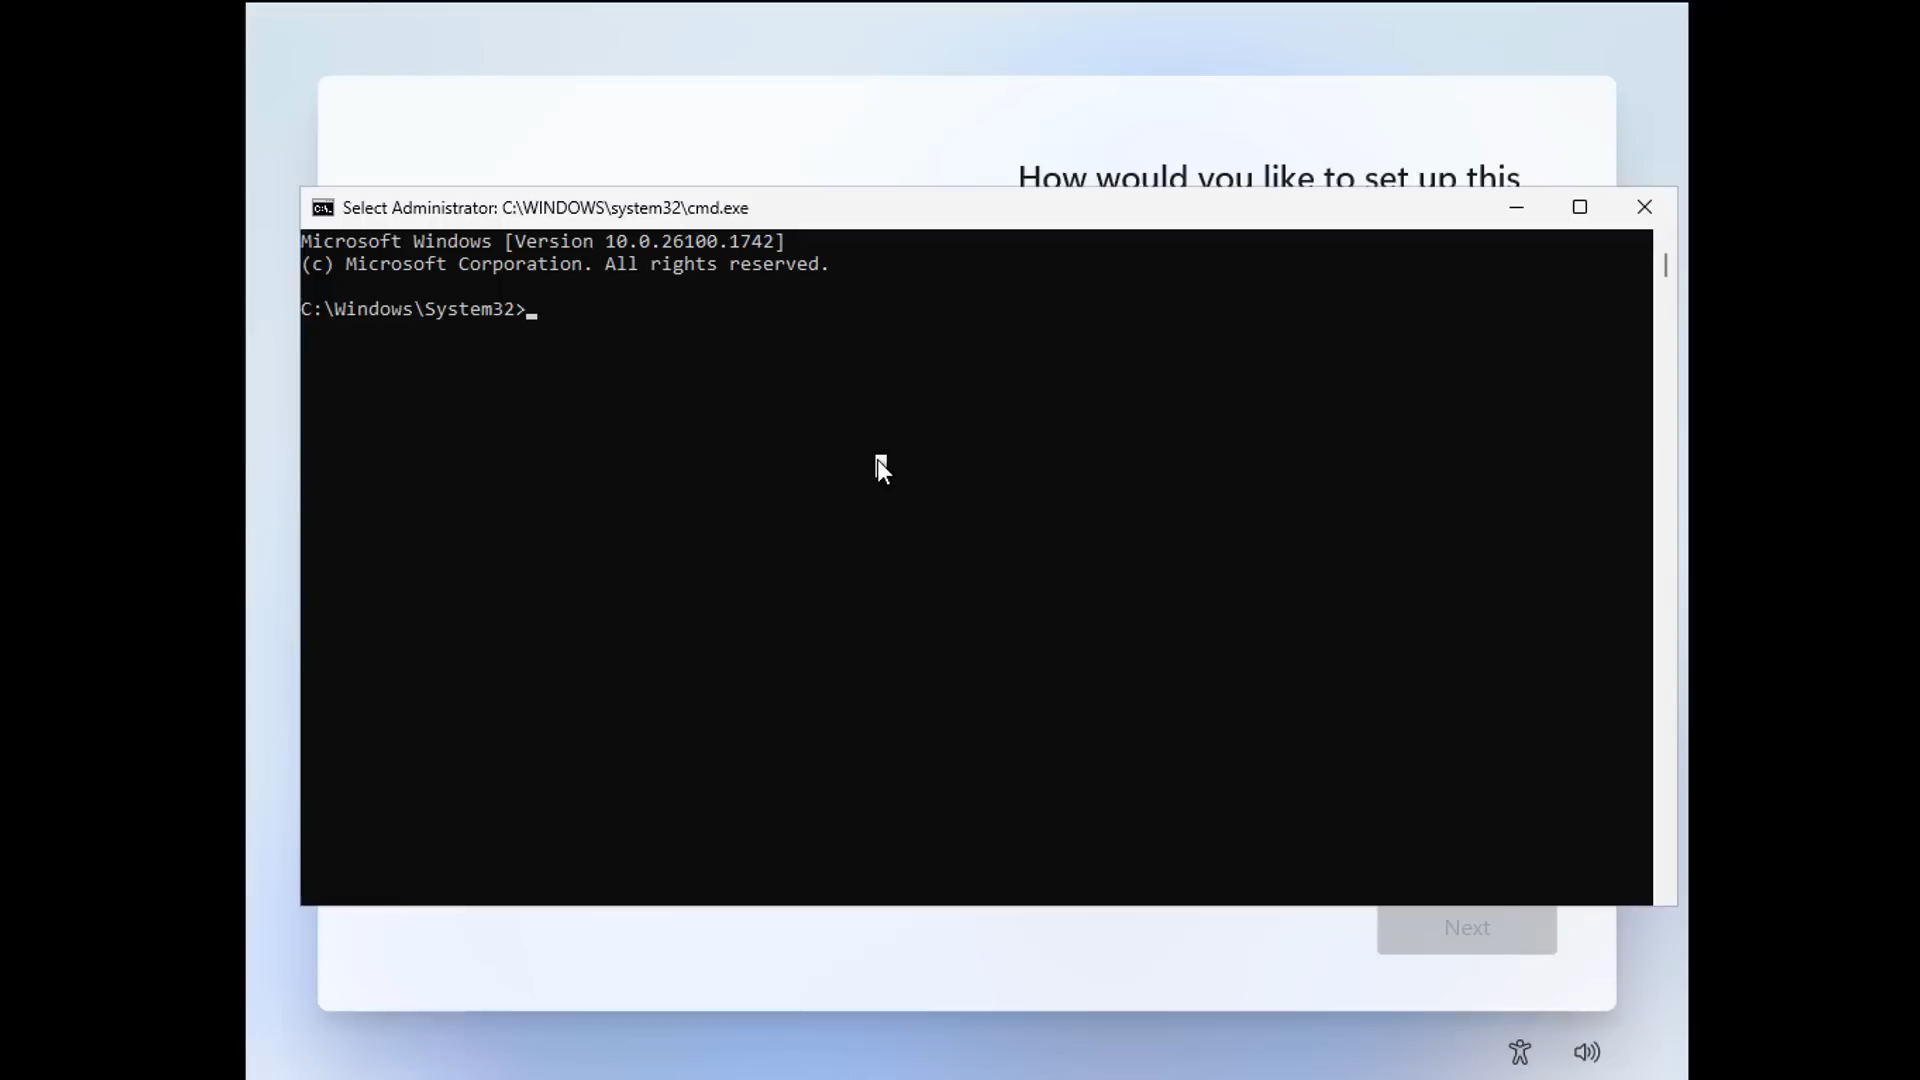 How would you like to set up this
Select Administrator: C:\WINDOWS\system32\cmd.exe
Microsoft Windows [Version 10.0.26100.1742]
(c) Microsoft Corporation. All rights reserved.
C:\Windows\System32>
Next